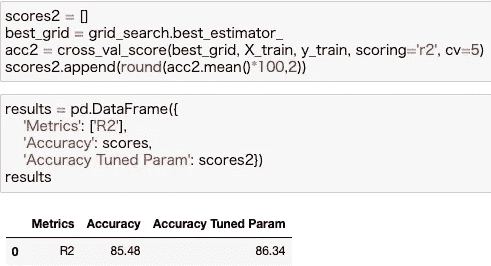 scores2 = []
best_grid = grid_search.best_estimator_
acc2 = cross_val_score(best_grid, X_train, y_train, scoring='r2', cv=5)
scores2.append(round(acc2.mean()*100,2))
results = pd.DataFrame({
    'Metrics': ['R2'],
    'Accuracy': scores,
    'Accuracy Tuned Param': scores2})
results
Metrics Accuracy Accuracy Tuned Param
0 R2 85.48 86.34